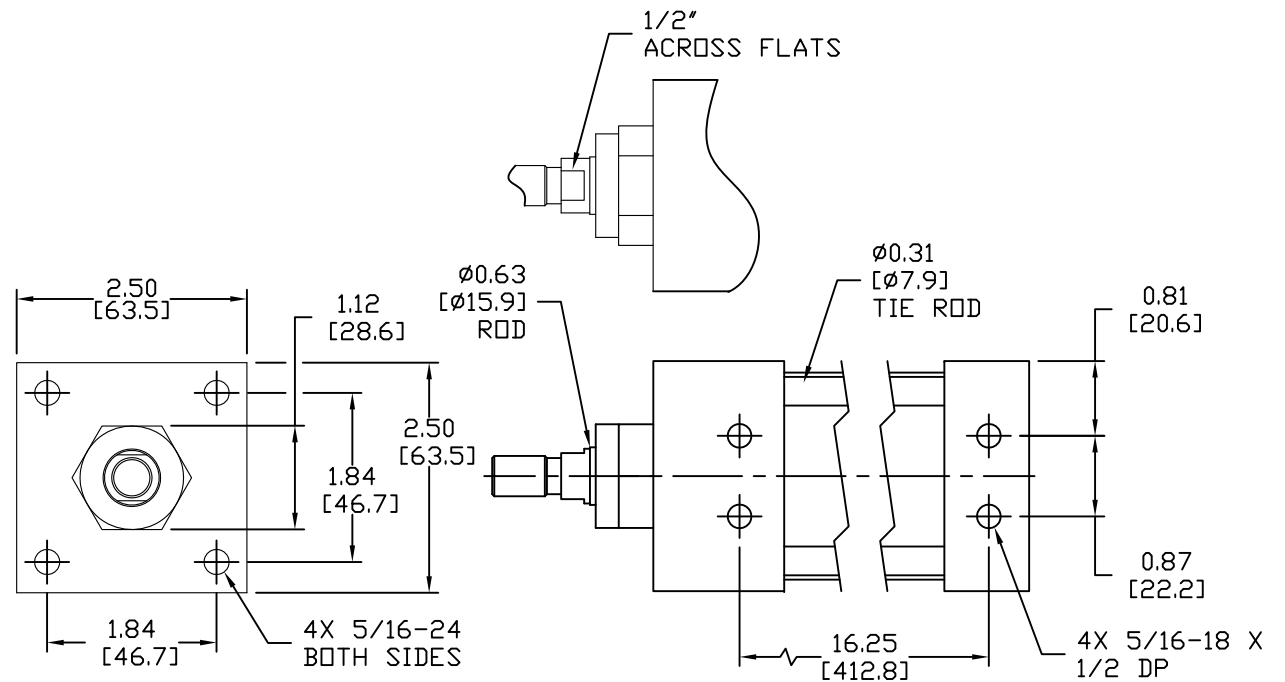 1/2"
ACROSS FLATS
Ø0.31
[Ø7.9]
TIE ROD
Ø0.63
[Ø15.9]
ROD
2.50
[63.5]
1.12
[28.6]
0.81
[20.6]
2.50
[63.5]
1.84
[46.7]
0.87
[22.2]
1.84
[46.7]
4X 5/16-24
BOTH SIDES
16.25
[412.8]
4X 5/16-18 X
1/2 DP